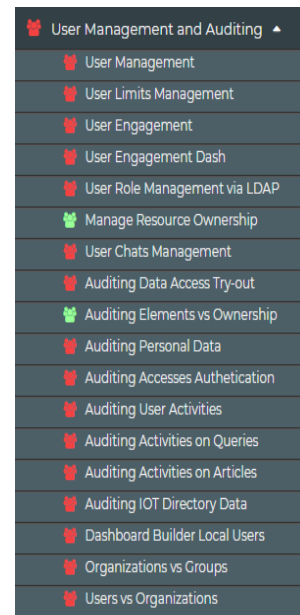 User Management and Auditing
User Management
User Limits Management
User Engagement
User Engagement Dash
User Role Management via LDAP
Manage Resource Ownership
User Chats Management
Auditing Data Access Try-out
Auditing Elements vs Ownership
Auditing Personal Data
Auditing Accesses Authetication
Auditing User Activities
Auditing Activities on Queries
Auditing Activities on Articles
Auditing IOT Directory Data
Dashboard Builder Local Users
Organizations vs Groups
Users vs Organizations